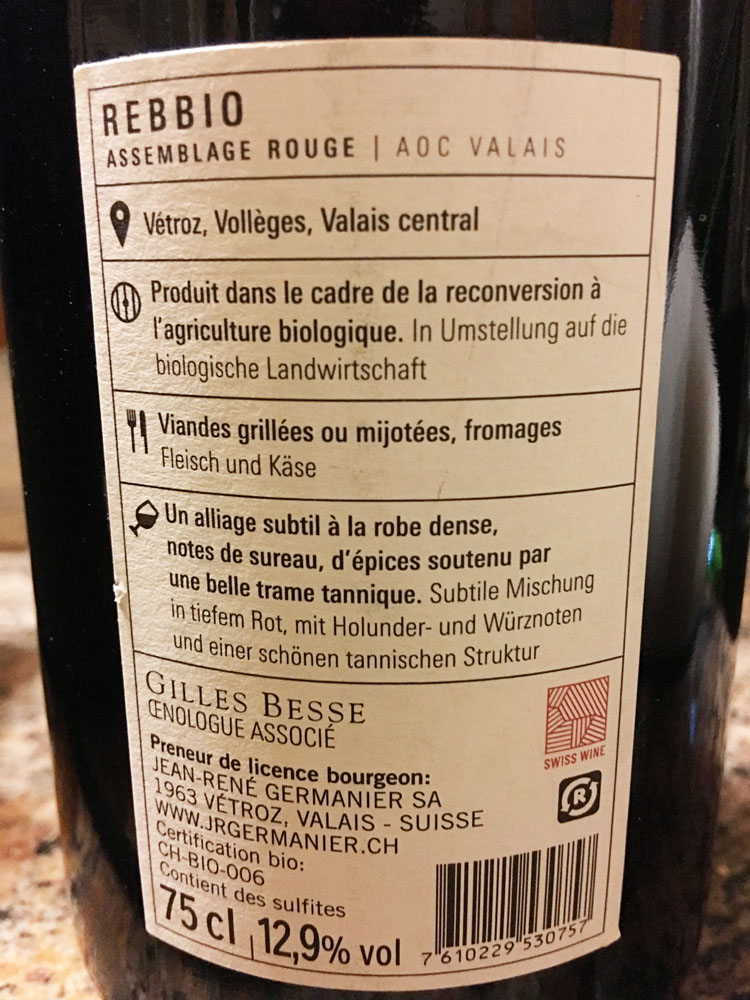 REBBIO
ASSEMBLAGE ROUGE | AOC VALAIS
Vétroz, Vollèges, Valais central
Produit dans le cadre de la reconversion à
l'agriculture biologique. In Umstellung auf die
biologische Landwirtschaft
Viandes grillées ou mijotées, fromages
Fleisch und Käse
Un alliage subtil à la robe dense,
notes de sureau, d'épices soutenu par
une belle trame tannique. Subtile Mischung
in tiefem Rot, mit Holunder- und Würznoten
und einer schönen tannischen Struktur
GILLES BESSE
ŒNOLOGUE ASSOCIÉ
Preneur de licence bourgeon:
JEAN-RENÉ GERMANIER SA
1963 VÉTROZ, VALAIS - SUISSE
WWW.JRGERMANIER.CH
Certification bio:
CH-BIO-006
Contient des sulfites
75 cl | 12,9% vol
SWISS WINE
R
7 610229 530757